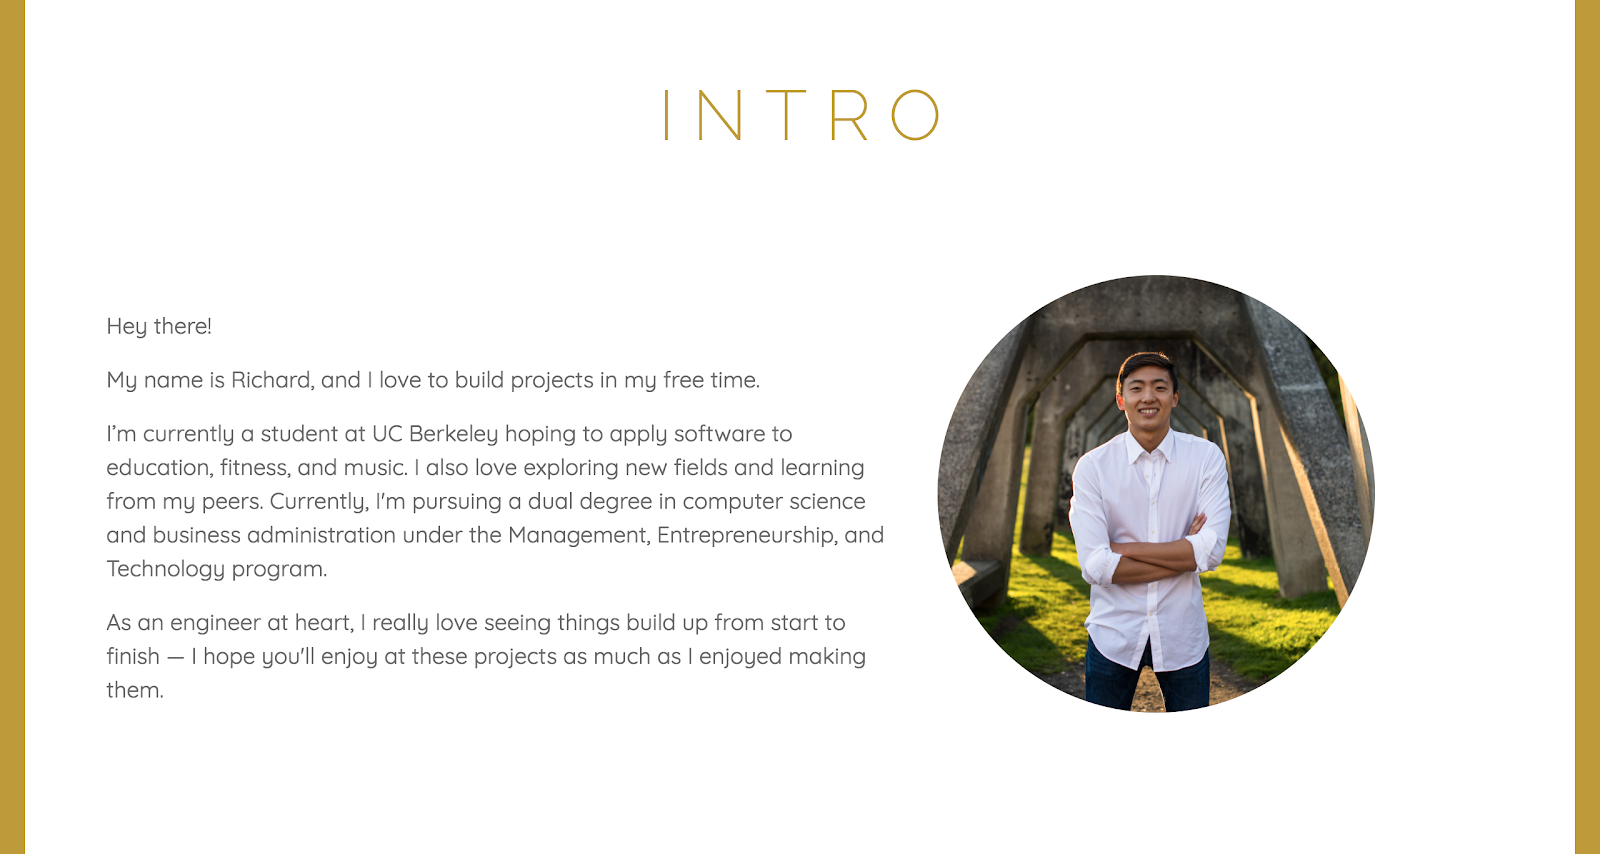 INTRO
Hey there!
My name is Richard, and I love to build projects in my free time.
I’m currently a student at UC Berkeley hoping to apply software to
education, fitness, and music. I also love exploring new fields and learning
from my peers. Currently, I'm pursuing a dual degree in computer science
and business administration under the Management, Entrepreneurship, and
Technology program.
As an engineer at heart, I really love seeing things build up from start to
finish — I hope you'll enjoy at these projects as much as I enjoyed making
them.